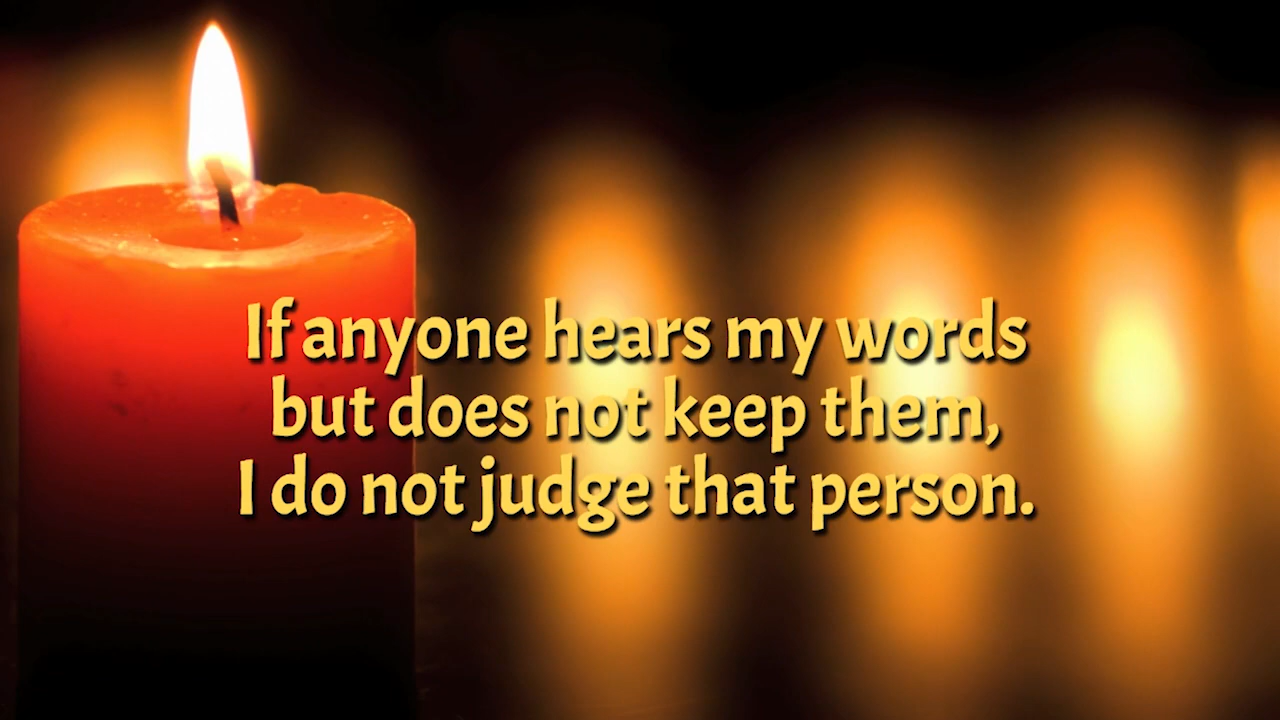 If anyone hears my words
but does not keep them,
I do not judge that person.